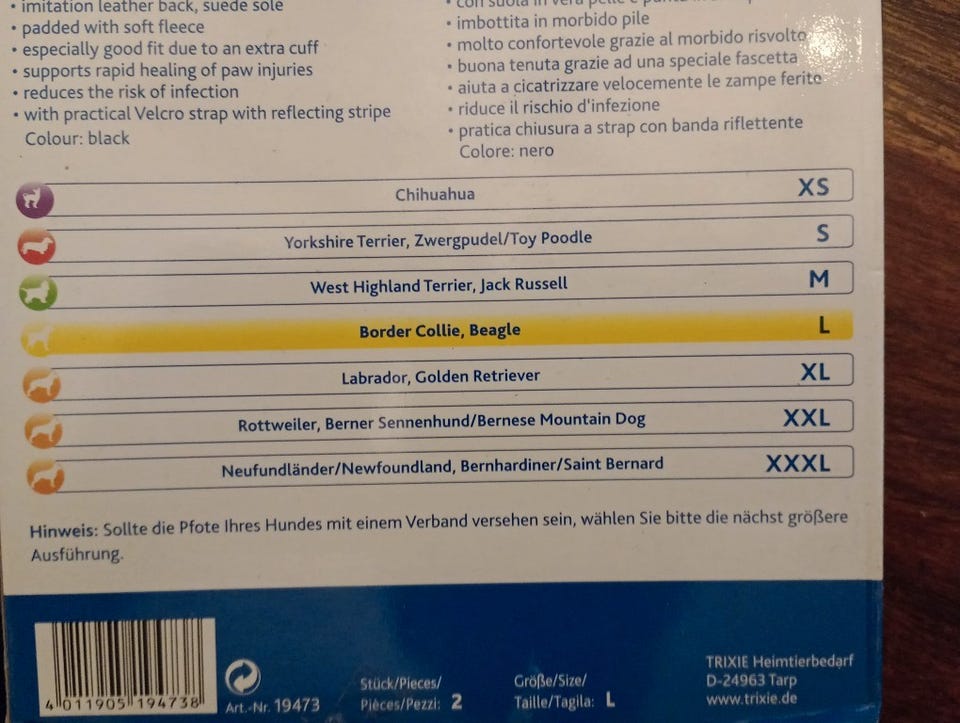 • imitation leather back, suede sole
• padded with soft fleece
• especially good fit due to an extra cuff
• supports rapid healing of paw injuries
• reduces the risk of infection
• with practical Velcro strap with reflecting stripe
Colour: black
• con suola in vera pelle e punta in
• imbottita in morbido pile
• molto confortevole grazie al morbido risvolto
• buona tenuta grazie ad una speciale fascetta
• aiuta a cicatrizzare velocemente le zampe ferite
• riduce il rischio d'infezione
• pratica chiusura a strap con banda riflettente
Colore: nero
Chihuahua XS
Yorkshire Terrier, Zwergpudel/Toy Poodle S
West Highland Terrier, Jack Russell M
Border Collie, Beagle L
Labrador, Golden Retriever XL
Rottweiler, Berner Sennenhund/Bernese Mountain Dog XXL
Neufundländer/Newfoundland, Bernhardiner/Saint Bernard XXXL
Hinweis: Sollte die Pfote Ihres Hundes mit einem Verband versehen sein, wählen Sie bitte die nächst größere
Ausführung.
4 011905 194738
Art.-Nr. 19473
Stück/Pieces/
Pièces/Pezzi: 2
Größe/Size/
Taille/Tagila: L
TRIXIE Heimtierbedarf
D-24963 Tarp
www.trixie.de